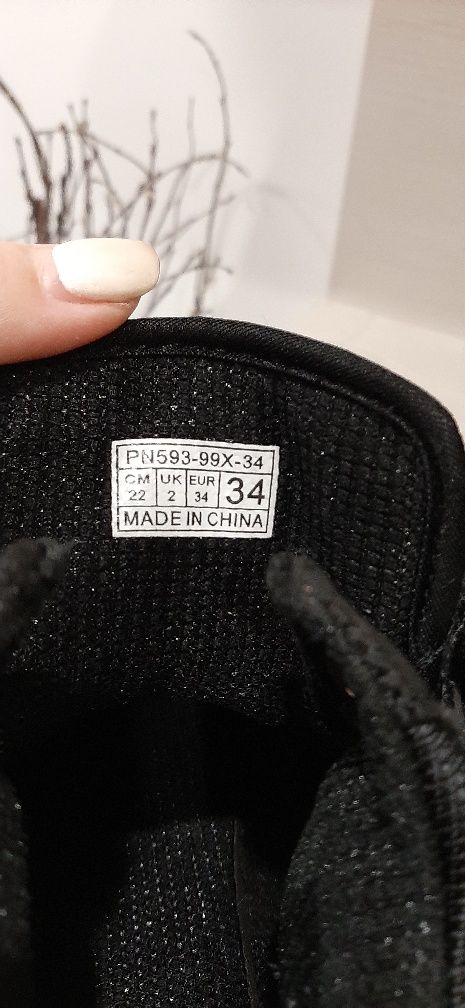 PN593-99X-34
CM UK EUR 34
22 2 34
MADE IN CHINA